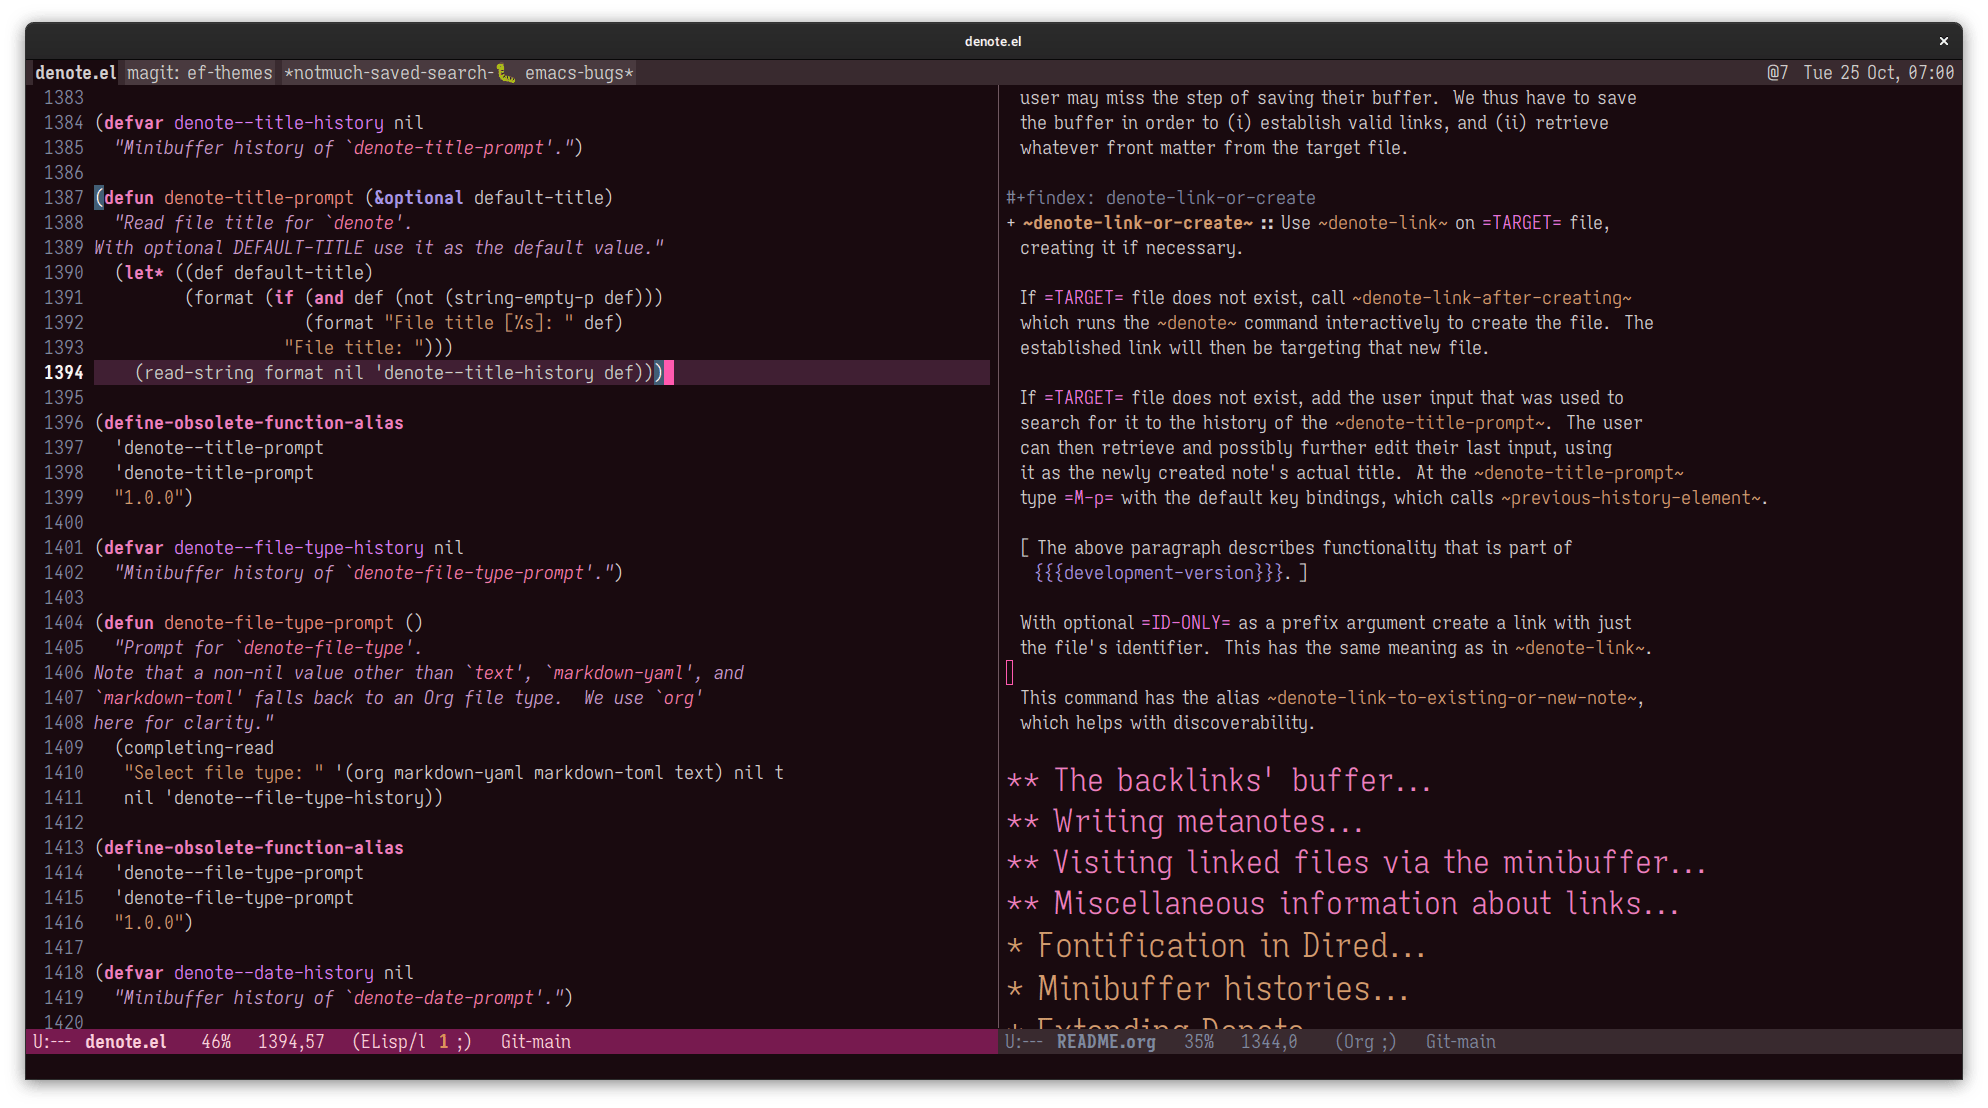 denote.el
denote.el magit: ef-themes *notmuch-saved-search-🐛 emacs-bugs* @7 Tue 25 Oct, 07:00
1383
1384 (defvar denote--title-history nil
1385   "Minibuffer history of `denote-title-prompt'.")
1386
1387 (defun denote-title-prompt (&optional default-title)
1388   "Read file title for `denote'.
1389 With optional DEFAULT-TITLE use it as the default value."
1390   (let* ((def default-title)
1391          (format (if (and def (not (string-empty-p def)))
1392                      (format "File title [%s]: " def)
1393                    "File title: ")))
1394     (read-string format nil 'denote--title-history def)))
1395
1396 (define-obsolete-function-alias
1397   'denote--title-prompt
1398   'denote-title-prompt
1399   "1.0.0")
1400
1401 (defvar denote--file-type-history nil
1402   "Minibuffer history of `denote-file-type-prompt'.")
1403
1404 (defun denote-file-type-prompt ()
1405   "Prompt for `denote-file-type'.
1406 Note that a non-nil value other than `text', `markdown-yaml', and
1407 `markdown-toml' falls back to an Org file type.  We use `org'
1408 here for clarity."
1409   (completing-read
1410    "Select file type: " '(org markdown-yaml markdown-toml text) nil t
1411    nil 'denote--file-type-history))
1412
1413 (define-obsolete-function-alias
1414   'denote--file-type-prompt
1415   'denote-file-type-prompt
1416   "1.0.0")
1417
1418 (defvar denote--date-history nil
1419   "Minibuffer history of `denote-date-prompt'.")
1420
U:--- denote.el 46% 1394,57 (ELisp/l 1 ;) Git-main
user may miss the step of saving their buffer.  We thus have to save
the buffer in order to (i) establish valid links, and (ii) retrieve
whatever front matter from the target file.
#+findex: denote-link-or-create
+ ~denote-link-or-create~ :: Use ~denote-link~ on =TARGET= file,
creating it if necessary.
If =TARGET= file does not exist, call ~denote-link-after-creating~
which runs the ~denote~ command interactively to create the file.  The
established link will then be targeting that new file.
If =TARGET= file does not exist, add the user input that was used to
search for it to the history of the ~denote-title-prompt~.  The user
can then retrieve and possibly further edit their last input, using
it as the newly created note's actual title.  At the ~denote-title-prompt~
type =M-p= with the default key bindings, which calls ~previous-history-element~.
[ The above paragraph describes functionality that is part of
{{{development-version}}}. ]
With optional =ID-ONLY= as a prefix argument create a link with just
the file's identifier.  This has the same meaning as in ~denote-link~.
This command has the alias ~denote-link-to-existing-or-new-note~,
which helps with discoverability.
** The backlinks' buffer...
** Writing metanotes...
** Visiting linked files via the minibuffer...
** Miscellaneous information about links...
* Fontification in Dired...
* Minibuffer histories...
* Extending Denote...
U:--- README.org 35% 1344,0 (Org ;) Git-main